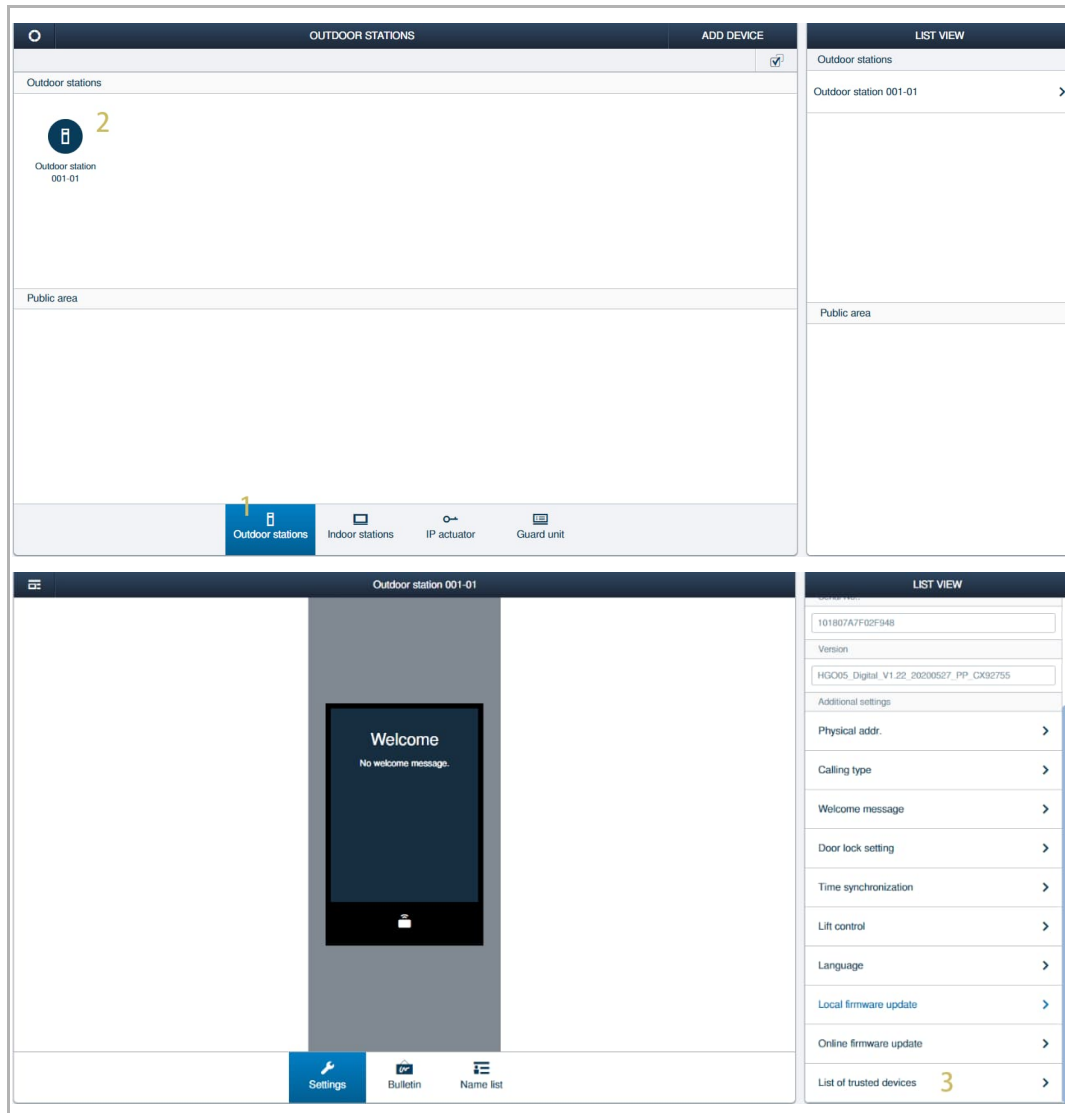 OUTDOOR STATIONS
ADD DEVICE
Outdoor stations
2
Outdoor station
001-01
Public area
1
Outdoor stations
Indoor stations
IP actuator
Guard unit
LIST VIEW
Outdoor stations
Outdoor station 001-01
Public area
Outdoor station 001-01
Welcome
No welcome message.
Settings
Bulletin
Name list
LIST VIEW
Serial No.:
101807A7F02F948
Version
HGO05_Digital_V1.22_20200527_PP_CX92755
Additional settings
Physical addr.
Calling type
Welcome message
Door lock setting
Time synchronization
Lift control
Language
Local firmware update
Online firmware update
List of trusted devices 3